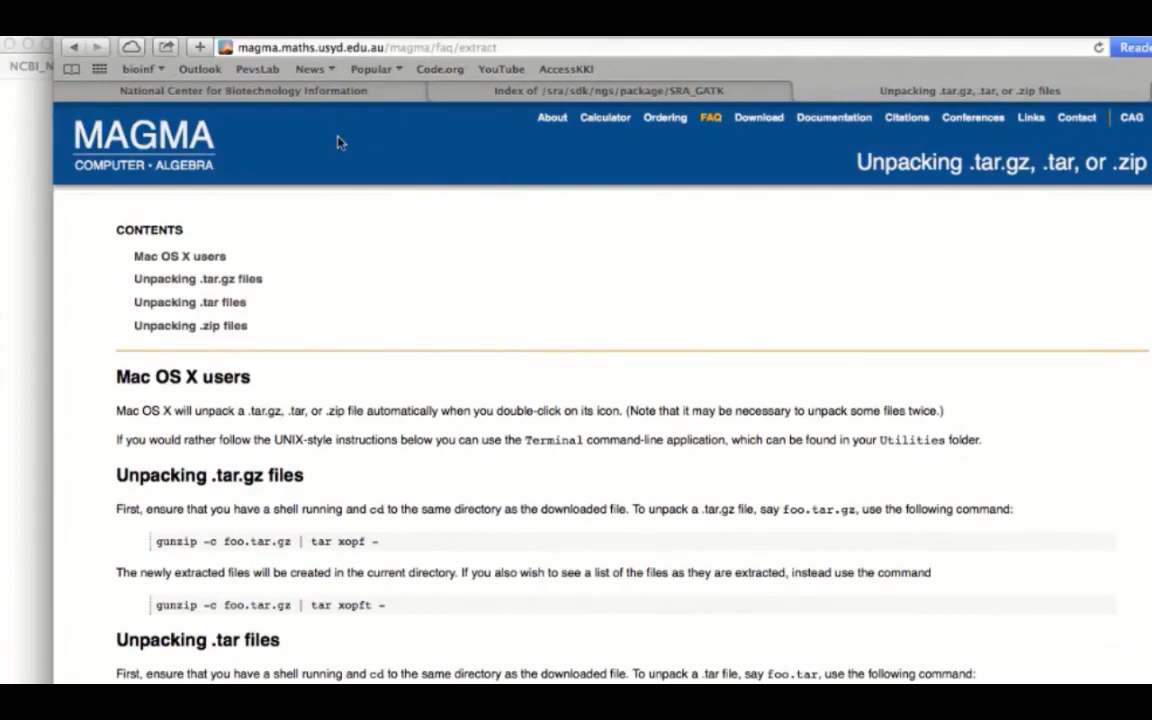 magma.maths.usyd.edu.au/magma/faq/extract
NCBI_N
bioinf Outlook PevsLab News Popular Code.org YouTube AccessKKI
National Center for Biotechnology Information Index of /sra/sdk/ngs/package/SRA_GATK Unpacking .tar.gz, .tar, or .zip files
About Calculator Ordering FAQ Download Documentation Citations Conferences Links Contact CAG
MAGMA
COMPUTER • ALGEBRA
Unpacking .tar.gz, .tar, or .zip
CONTENTS
Mac OS X users
Unpacking .tar.gz files
Unpacking .tar files
Unpacking .zip files
Mac OS X users
Mac OS X will unpack a .tar.gz, .tar, or .zip file automatically when you double-click on its icon. (Note that it may be necessary to unpack some files twice.)
If you would rather follow the UNIX-style instructions below you can use the Terminal command-line application, which can be found in your Utilities folder.
Unpacking .tar.gz files
First, ensure that you have a shell running and cd to the same directory as the downloaded file. To unpack a .tar.gz file, say foo.tar.gz, use the following command:
gunzip -c foo.tar.gz | tar xopf -
The newly extracted files will be created in the current directory. If you also wish to see a list of the files as they are extracted, instead use the command
gunzip -c foo.tar.gz | tar xopft -
Unpacking .tar files
First, ensure that you have a shell running and cd to the same directory as the downloaded file. To unpack a .tar file, say foo.tar, use the following command: